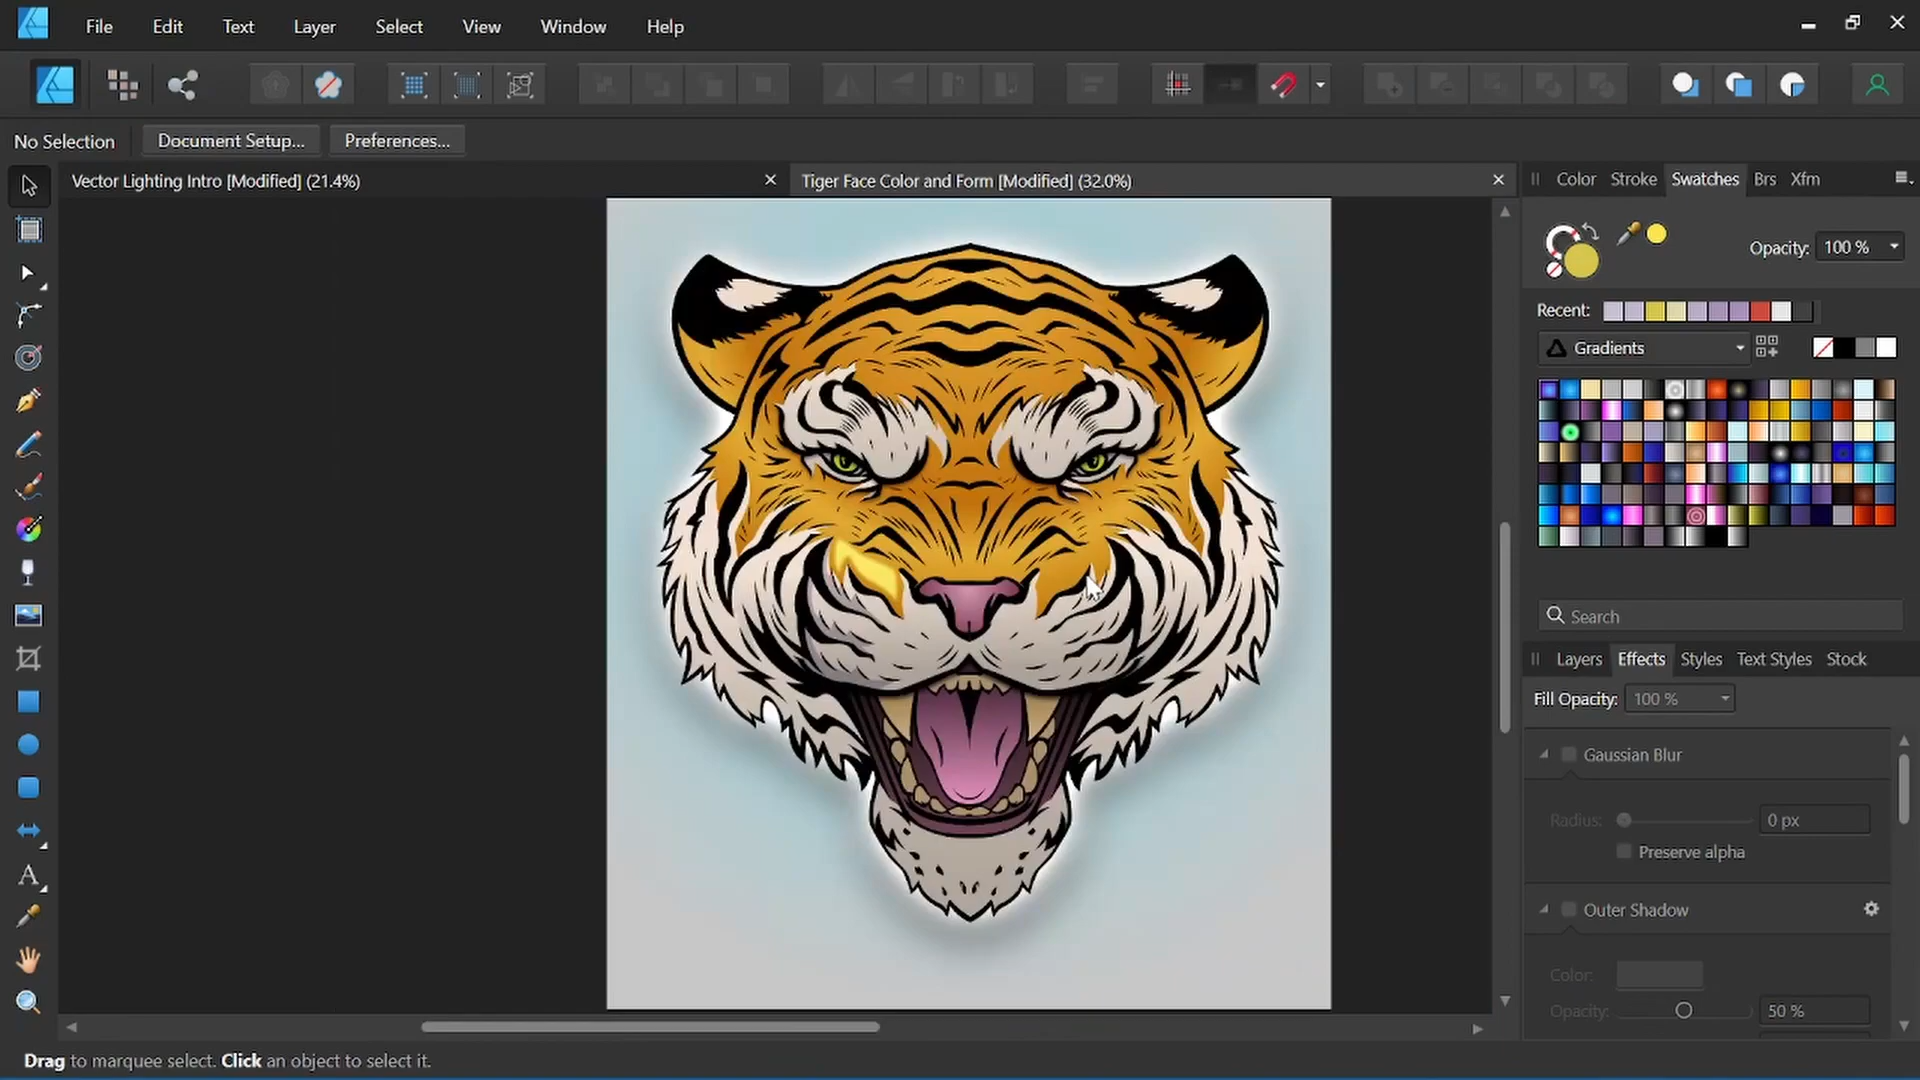 File Edit Text Layer Select View Window Help
No Selection Document Setup... Preferences...
Vector Lighting Intro [Modified] (21.4%)
Tiger Face Color and Form [Modified] (32.0%)
Color Stroke Swatches Brs Xfm
Opacity: 100 %
Recent:
Gradients
Search
Layers Effects Styles Text Styles Stock
Fill Opacity: 100 %
Gaussian Blur
Radius: 0 px
Preserve alpha
Outer Shadow
Color:
Opacity: 50 %
A
Drag to marquee select. Click an object to select it.